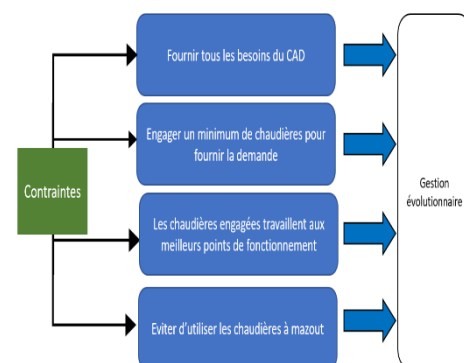 Contraintes
Fournir tous les besoins du CAD
Engager un minimum de chaudières pour
fournir la demande
Les chaudières engagées travaillent aux
meilleurs points de fonctionnement
Eviter d'utiliser les chaudières à mazout
Gestion
évolutionnaire